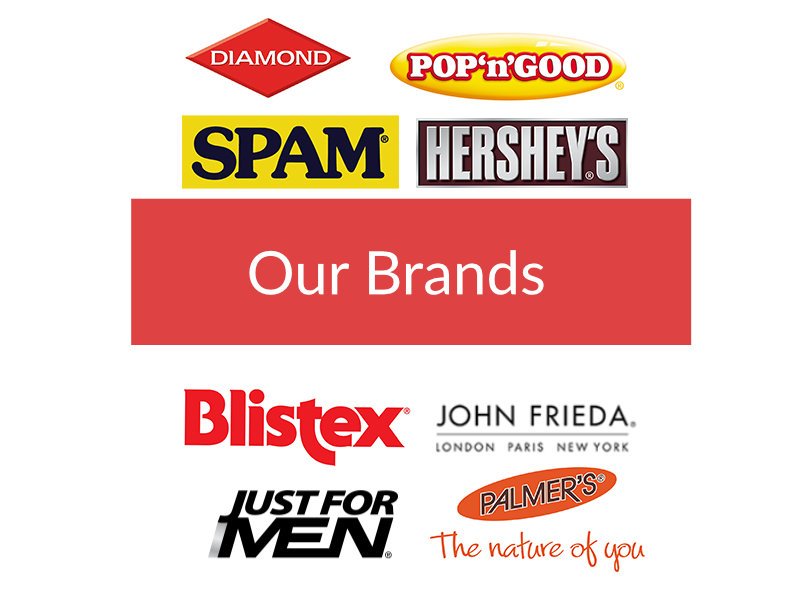 DIAMOND
POP'n'GOOD®
SPAM®
HERSHEY'S®
Our Brands
Blistex®
JOHN FRIEDA®
LONDON PARIS NEW YORK
JUST FOR
MEN®
PALMER'S®
The nature of you